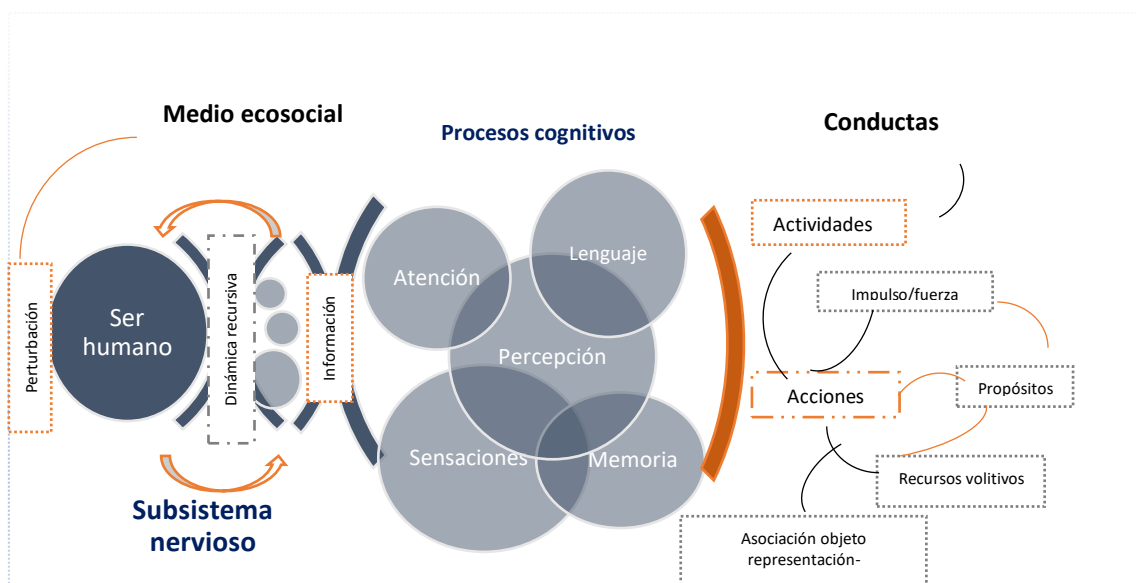 Medio ecosocial
Procesos cognitivos
Conductas
Perturbación
Ser
humano
Dinámica recursiva
Información
Subsistema
nervioso
Atención
Lenguaje
Percepción
Sensaciones
Memoria
Actividades
Impulso/fuerza
Acciones
Propósitos
Recursos volitivos
Asociación objeto
representación-